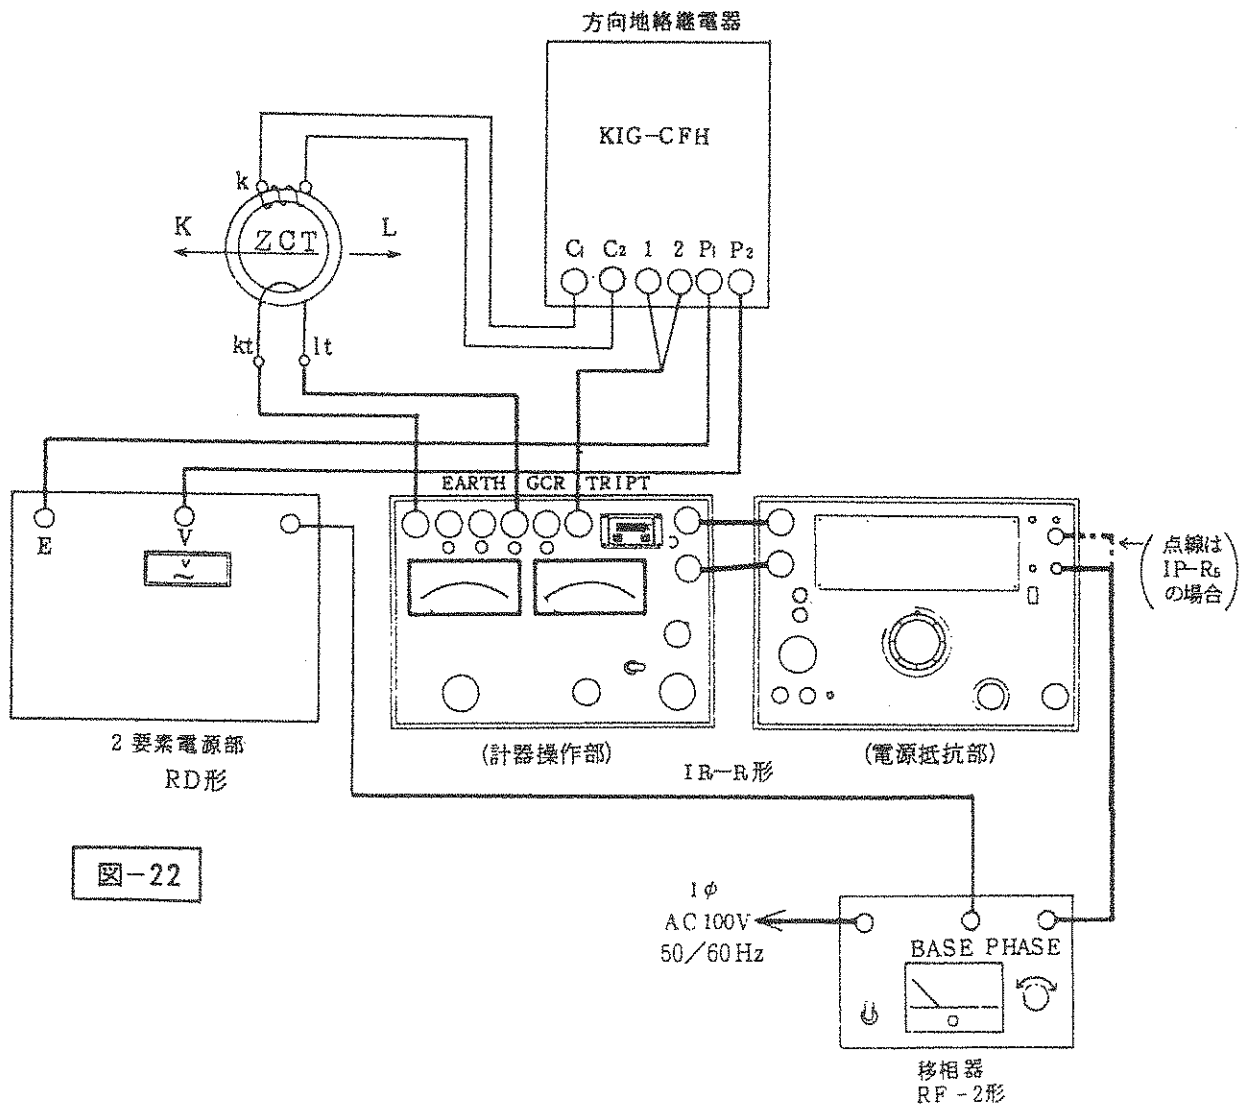 方向地絡継電器
KIG-CFH
k
K
L
ZCT
C₁ C₂ 1 2 P₁ P₂
kt
lt
EARTH GCR TRIPT
E
V
V
~
点線は
IP-R₅
の場合
2要素電源部
RD形
(計器操作部)
IR-R形
(電源抵抗部)
図-22
1φ
AC 100V
50/60Hz
BASE PHASE
移相器
RF-2形